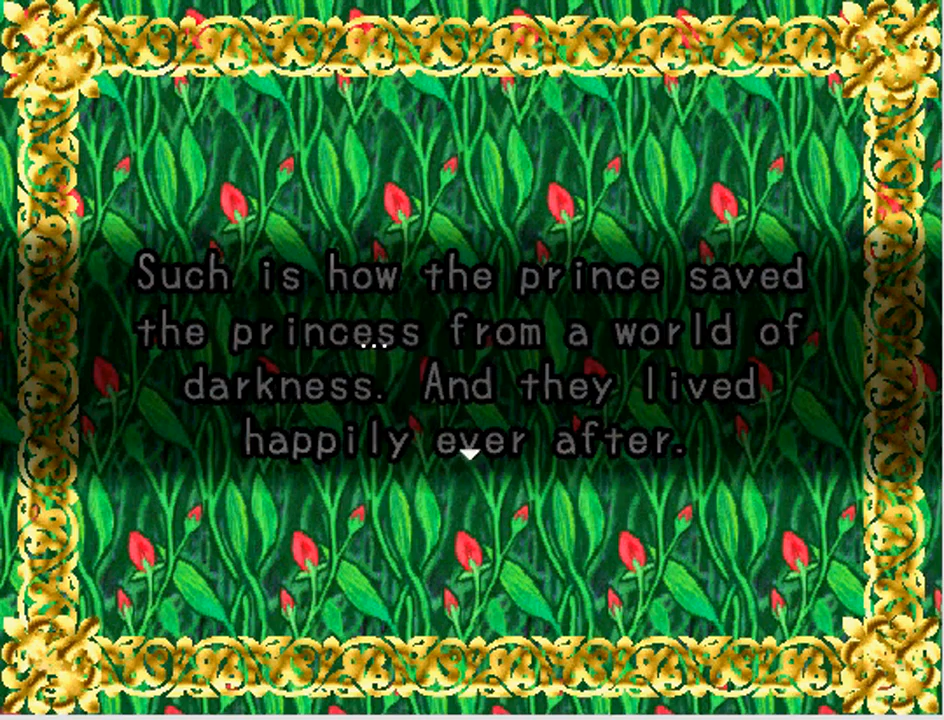 Such is how the prince saved
the princess from a world of
...
darkness. And they lived
happily ever after.